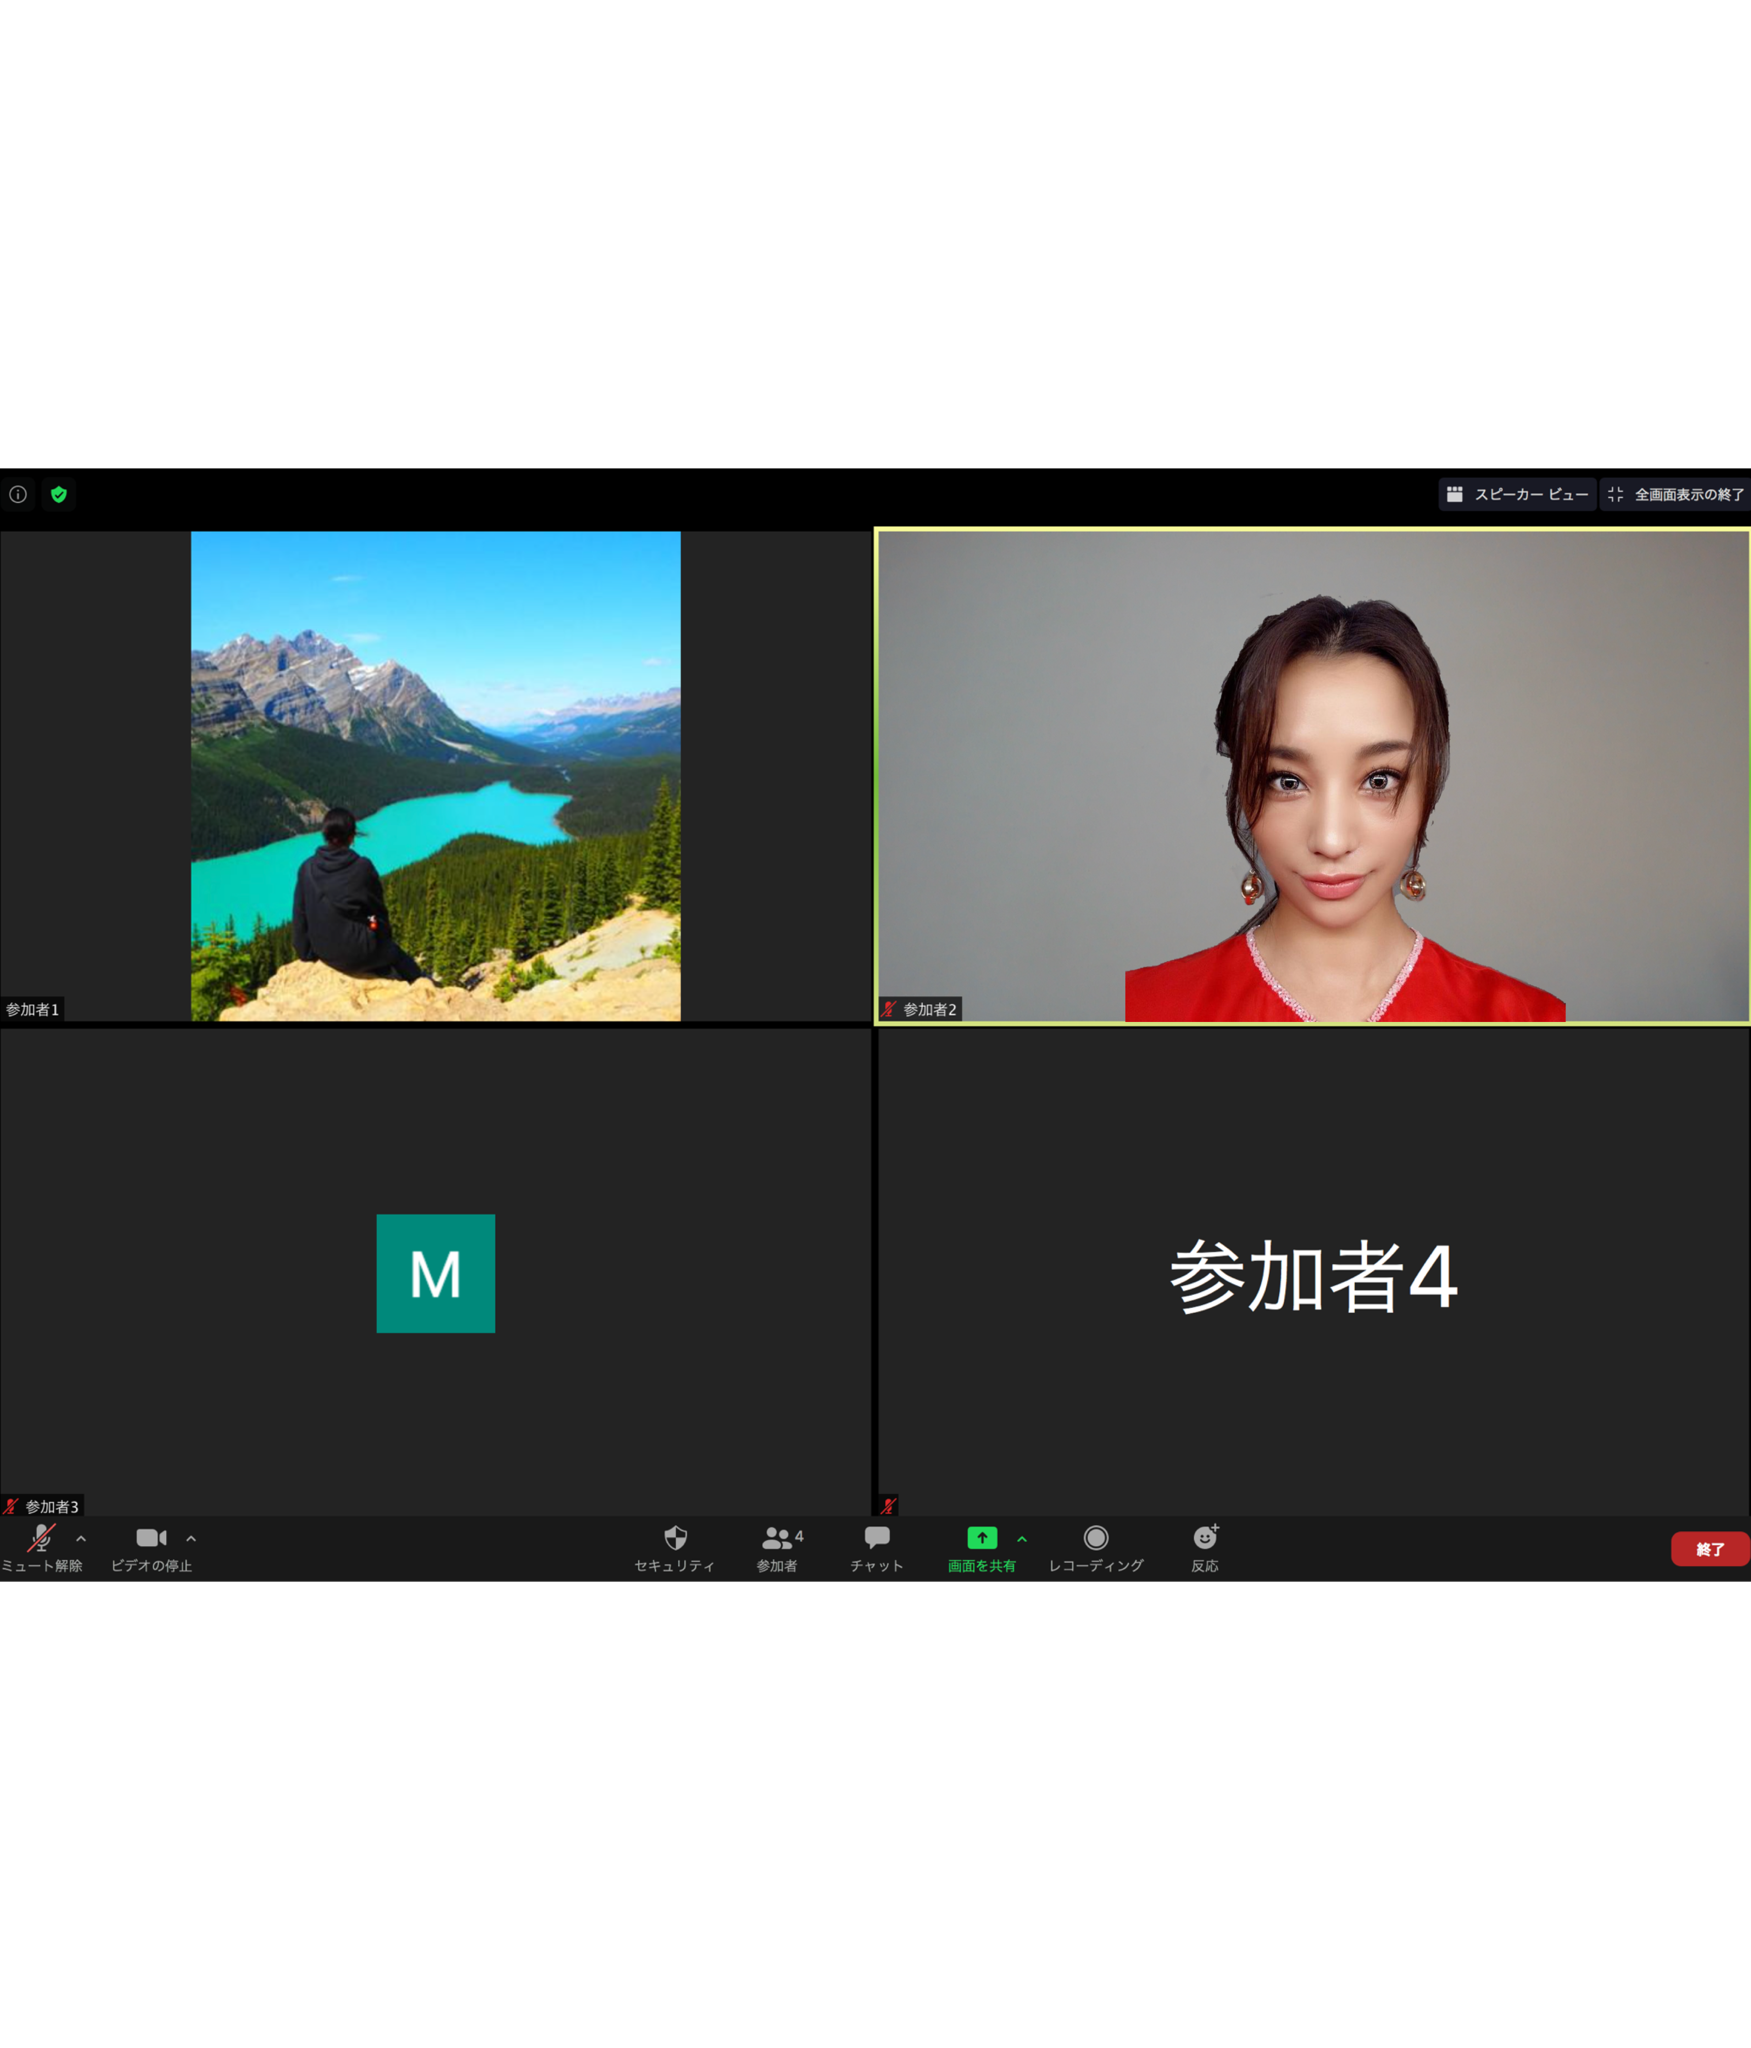 スピーカー ビュー
全画面表示の終了
参加者1
参加者2
M
参加者4
参加者3
ミュート解除
ビデオの停止
セキュリティ
4
参加者
チャット
画面を共有
レコーディング
反応
終了